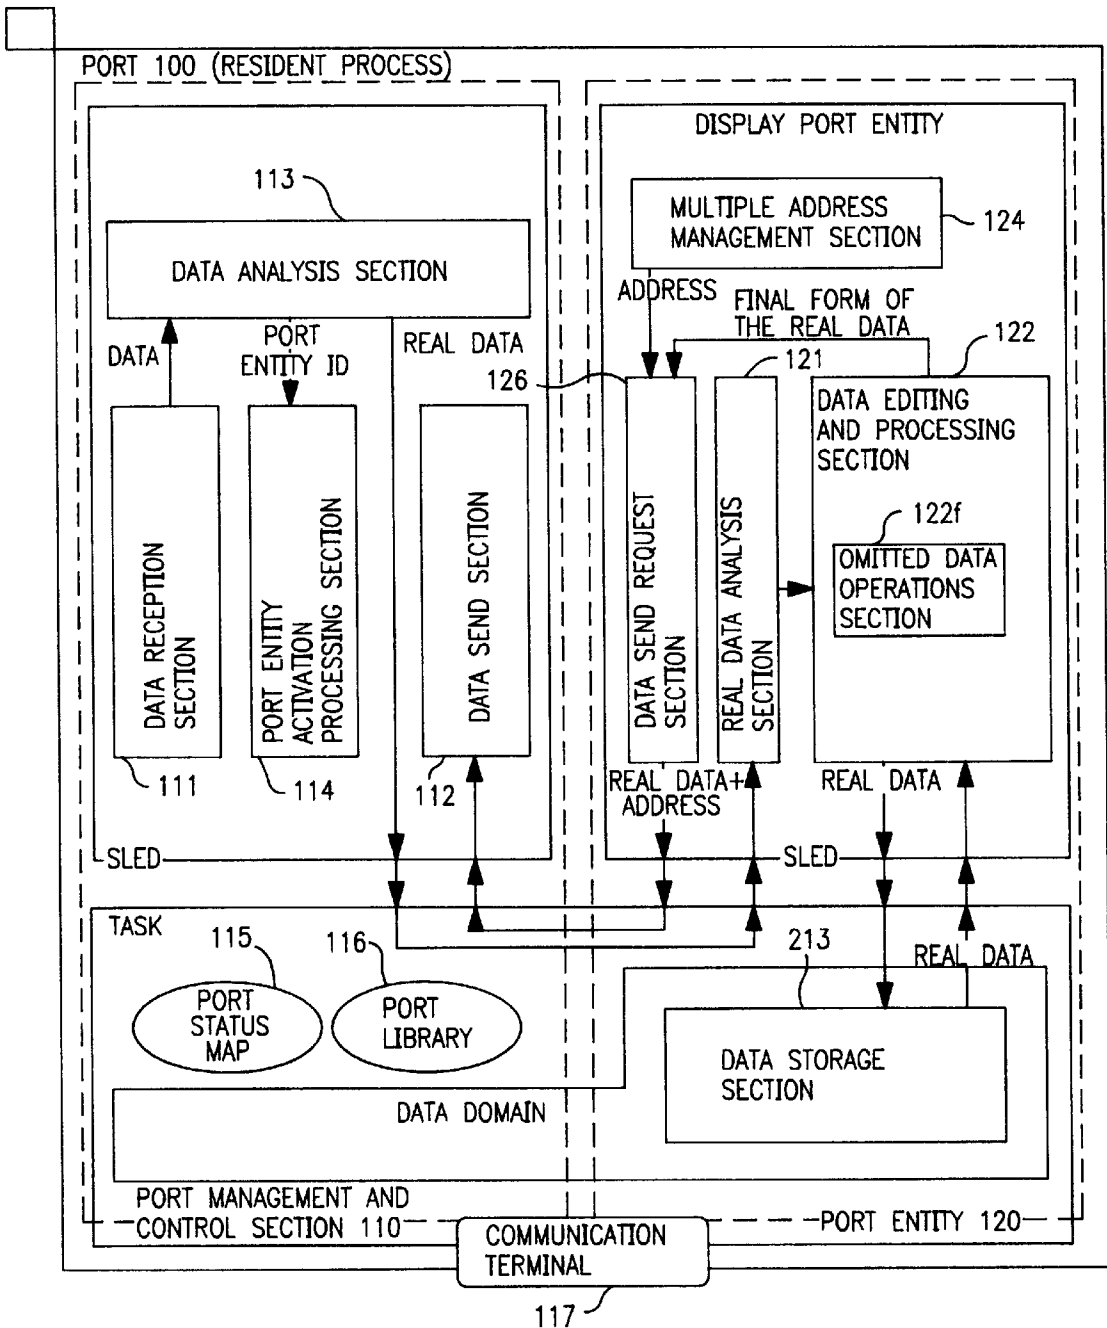 PORT 100 (RESIDENT PROCESS)
DISPLAY PORT ENTITY
113
DATA ANALYSIS SECTION
MULTIPLE ADDRESS
MANAGEMENT SECTION
124
ADDRESS
FINAL FORM OF
THE REAL DATA
DATA
PORT
ENTITY ID
REAL DATA
126
121
122
DATA RECEPTION
SECTION
111
PORT ENTITY
ACTIVATION
PROCESSING SECTION
114
DATA SEND SECTION
112
DATA SEND REQUEST
SECTION
REAL DATA ANALYSIS
SECTION
DATA EDITING
AND PROCESSING
SECTION
122f
OMITTED DATA
OPERATIONS
SECTION
REAL DATA+
ADDRESS
REAL DATA
SLED
SLED
TASK
115
PORT
STATUS
MAP
116
PORT
LIBRARY
213
REAL DATA
DATA STORAGE
SECTION
DATA DOMAIN
PORT MANAGEMENT AND
CONTROL SECTION 110
PORT ENTITY 120
COMMUNICATION
TERMINAL
117